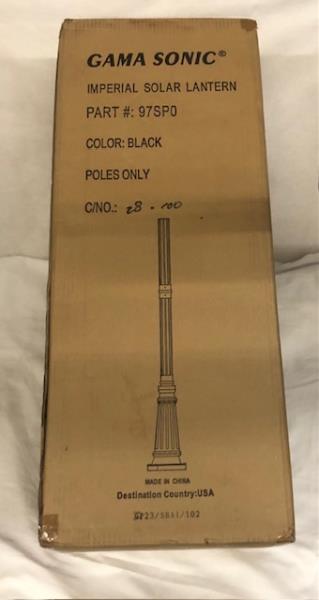 GAMA SONIC®
IMPERIAL SOLAR LANTERN
PART #: 97SP0
COLOR: BLACK
POLES ONLY
C/NO.: 28 - 100
MADE IN CHINA
Destination Country:USA